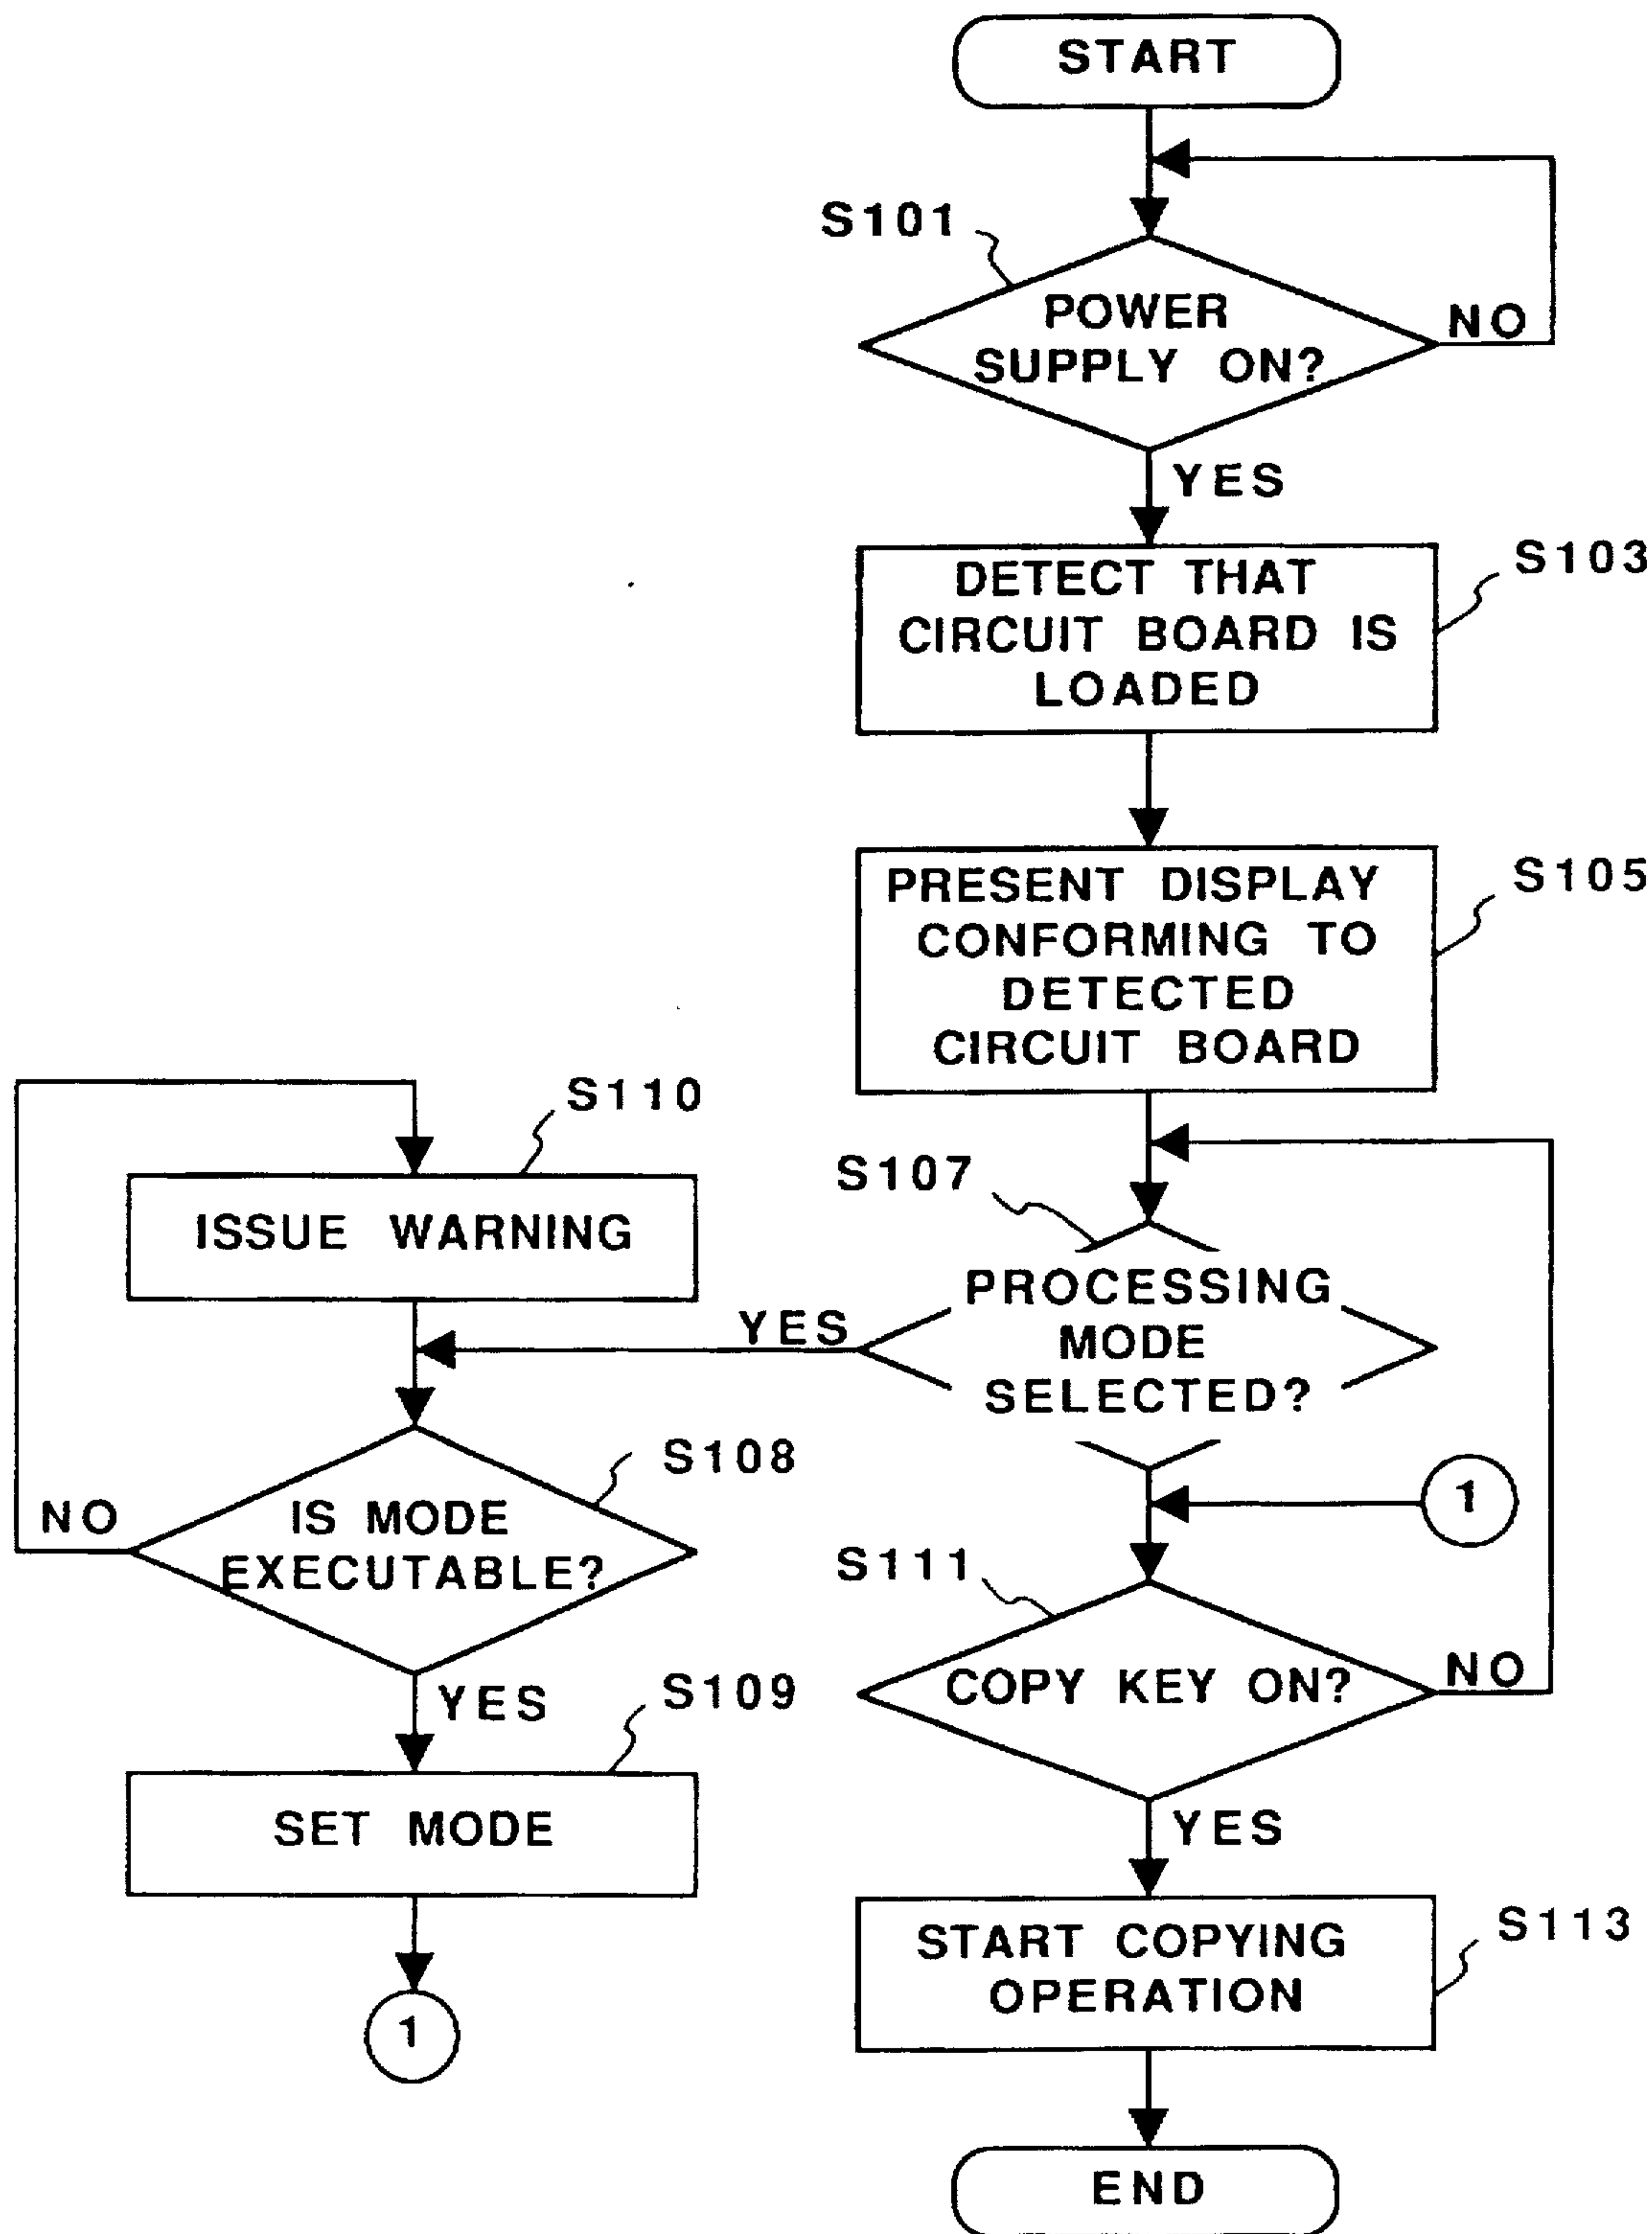 START
S101
POWER
SUPPLY ON?
NO
YES
DETECT THAT
CIRCUIT BOARD IS
LOADED
S103
PRESENT DISPLAY
CONFORMING TO
DETECTED
CIRCUIT BOARD
S105
S110
ISSUE WARNING
S107
PROCESSING
MODE
SELECTED?
YES
S108
IS MODE
EXECUTABLE?
NO
YES
1
S111
COPY KEY ON?
NO
YES
S109
SET MODE
1
START COPYING
OPERATION
S113
END